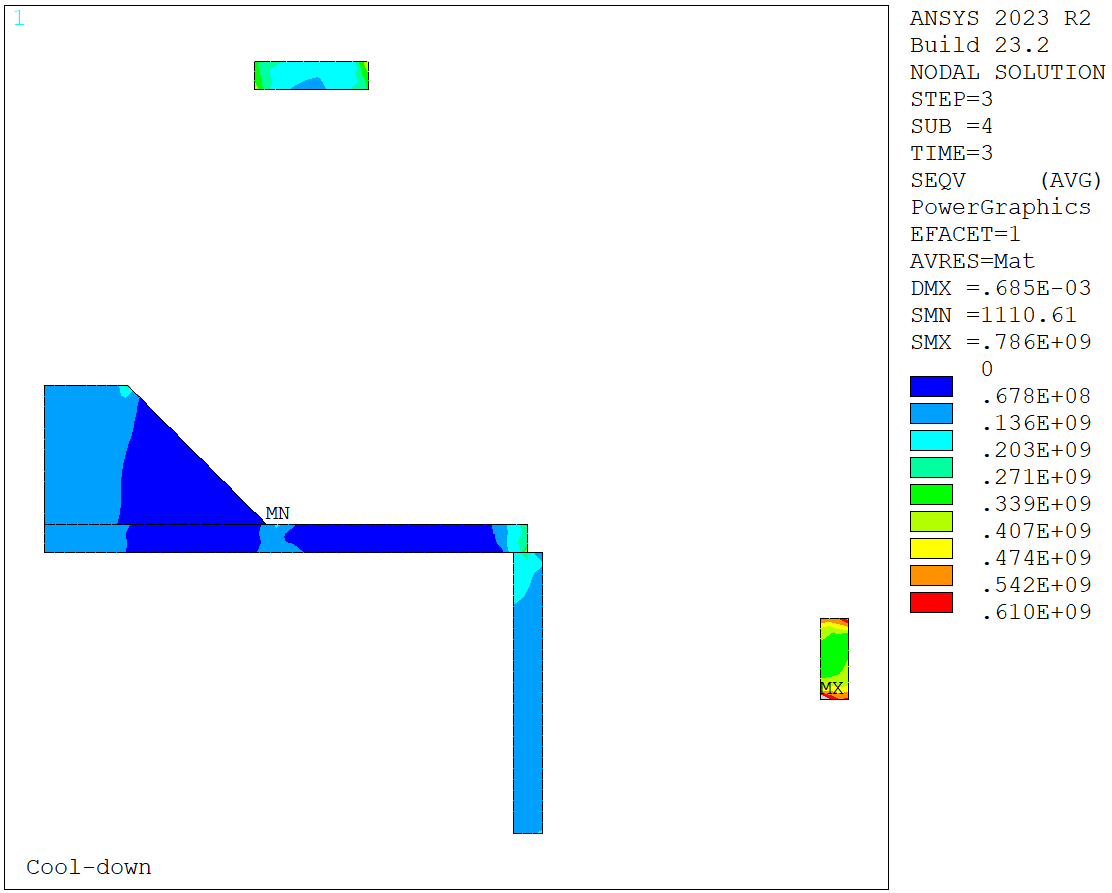 1
ANSYS 2023 R2
Build 23.2
NODAL SOLUTION
STEP=3
SUB =4
TIME=3
SEQV (AVG)
PowerGraphics
EFACET=1
AVRES=Mat
DMX =.685E-03
SMN =1110.61
SMX =.786E+09
0
.678E+08
.136E+09
.203E+09
.271E+09
.339E+09
.407E+09
.474E+09
.542E+09
.610E+09
MN
MX
Cool-down